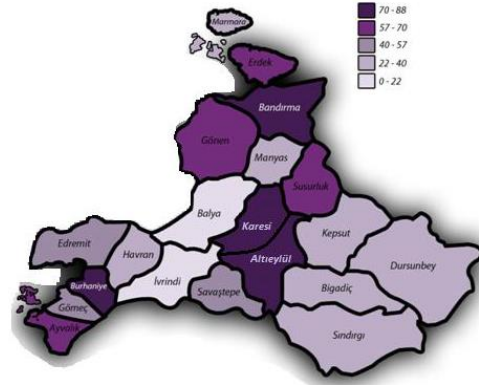 Marmara
70 - 88
57 - 70
40 - 57
22 - 40
0 - 22
Erdek
Bandırma
Gönen
Manyas
Susurluk
Balya
Karesi
Kepsut
Edremit
Havran
Altıeylül
Dursunbey
İvrindi
Burhaniye
Savaştepe
Bigadiç
Gömeç
Ayvalık
Sındırgı